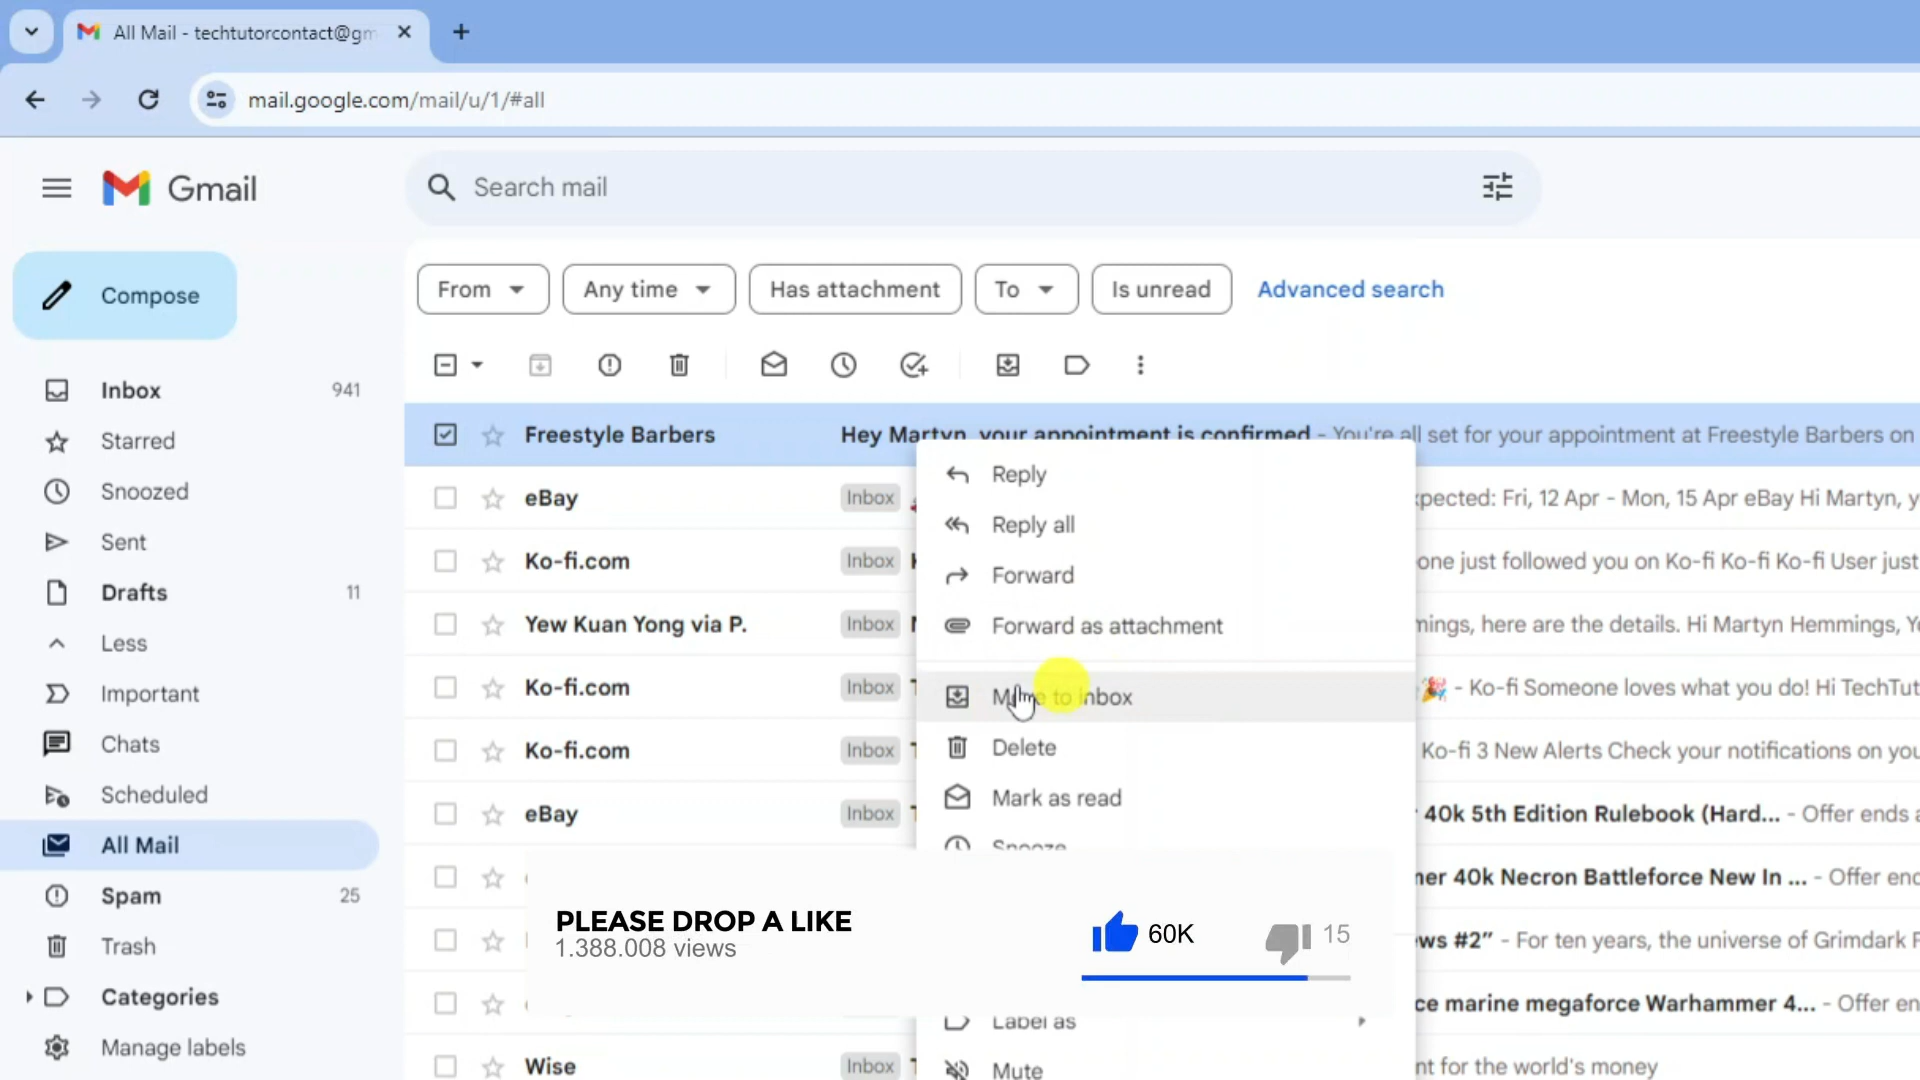 All Mail - techtutorcontact@gm
mail.google.com/mail/u/1/#all
Gmail
Search mail
Compose
From
Any time
Has attachment
To
Is unread
Advanced search
Inbox 941
Starred
Snoozed
Sent
Drafts 11
Less
Important
Chats
Scheduled
All Mail
Spam 25
Trash
Categories
Manage labels
Freestyle Barbers Hey Martyn, your appointment is confirmed - You're all set for your appointment at Freestyle Barbers on
eBay Inbox xpected: Fri, 12 Apr - Mon, 15 Apr eBay Hi Martyn, y
Ko-fi.com Inbox one just followed you on Ko-fi Ko-fi Ko-fi User just
Yew Kuan Yong via P. Inbox mings, here are the details. Hi Martyn Hemmings, Y
Ko-fi.com Inbox 🎉 - Ko-fi Someone loves what you do! Hi TechTut
Ko-fi.com Inbox Ko-fi 3 New Alerts Check your notifications on you
eBay Inbox 40k 5th Edition Rulebook (Hard... - Offer ends a
ner 40k Necron Battleforce New In ... - Offer end
ws #2” - For ten years, the universe of Grimdark F
ce marine megaforce Warhammer 4... - Offer en
Wise Inbox nt for the world's money
Reply
Reply all
Forward
Forward as attachment
Move to inbox
Delete
Mark as read
Snooze
Label as
Mute
PLEASE DROP A LIKE
1.388.008 views
60K
15